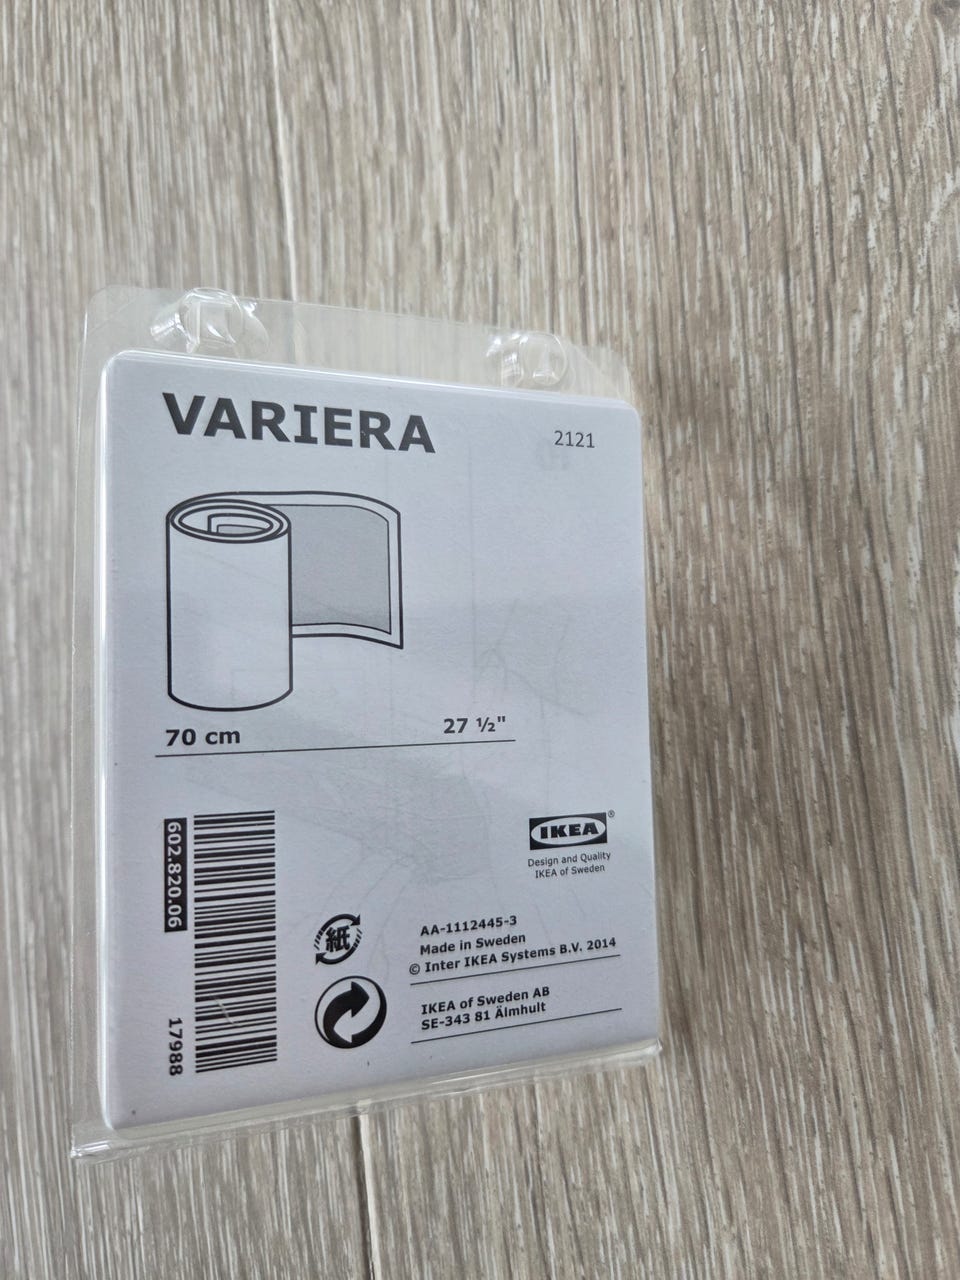 VARIERA
2121
70 cm 27 ½"
602.820.06
17988
IKEA®
Design and Quality
IKEA of Sweden
紙
AA-1112445-3
Made in Sweden
© Inter IKEA Systems B.V. 2014
IKEA of Sweden AB
SE-343 81 Älmhult